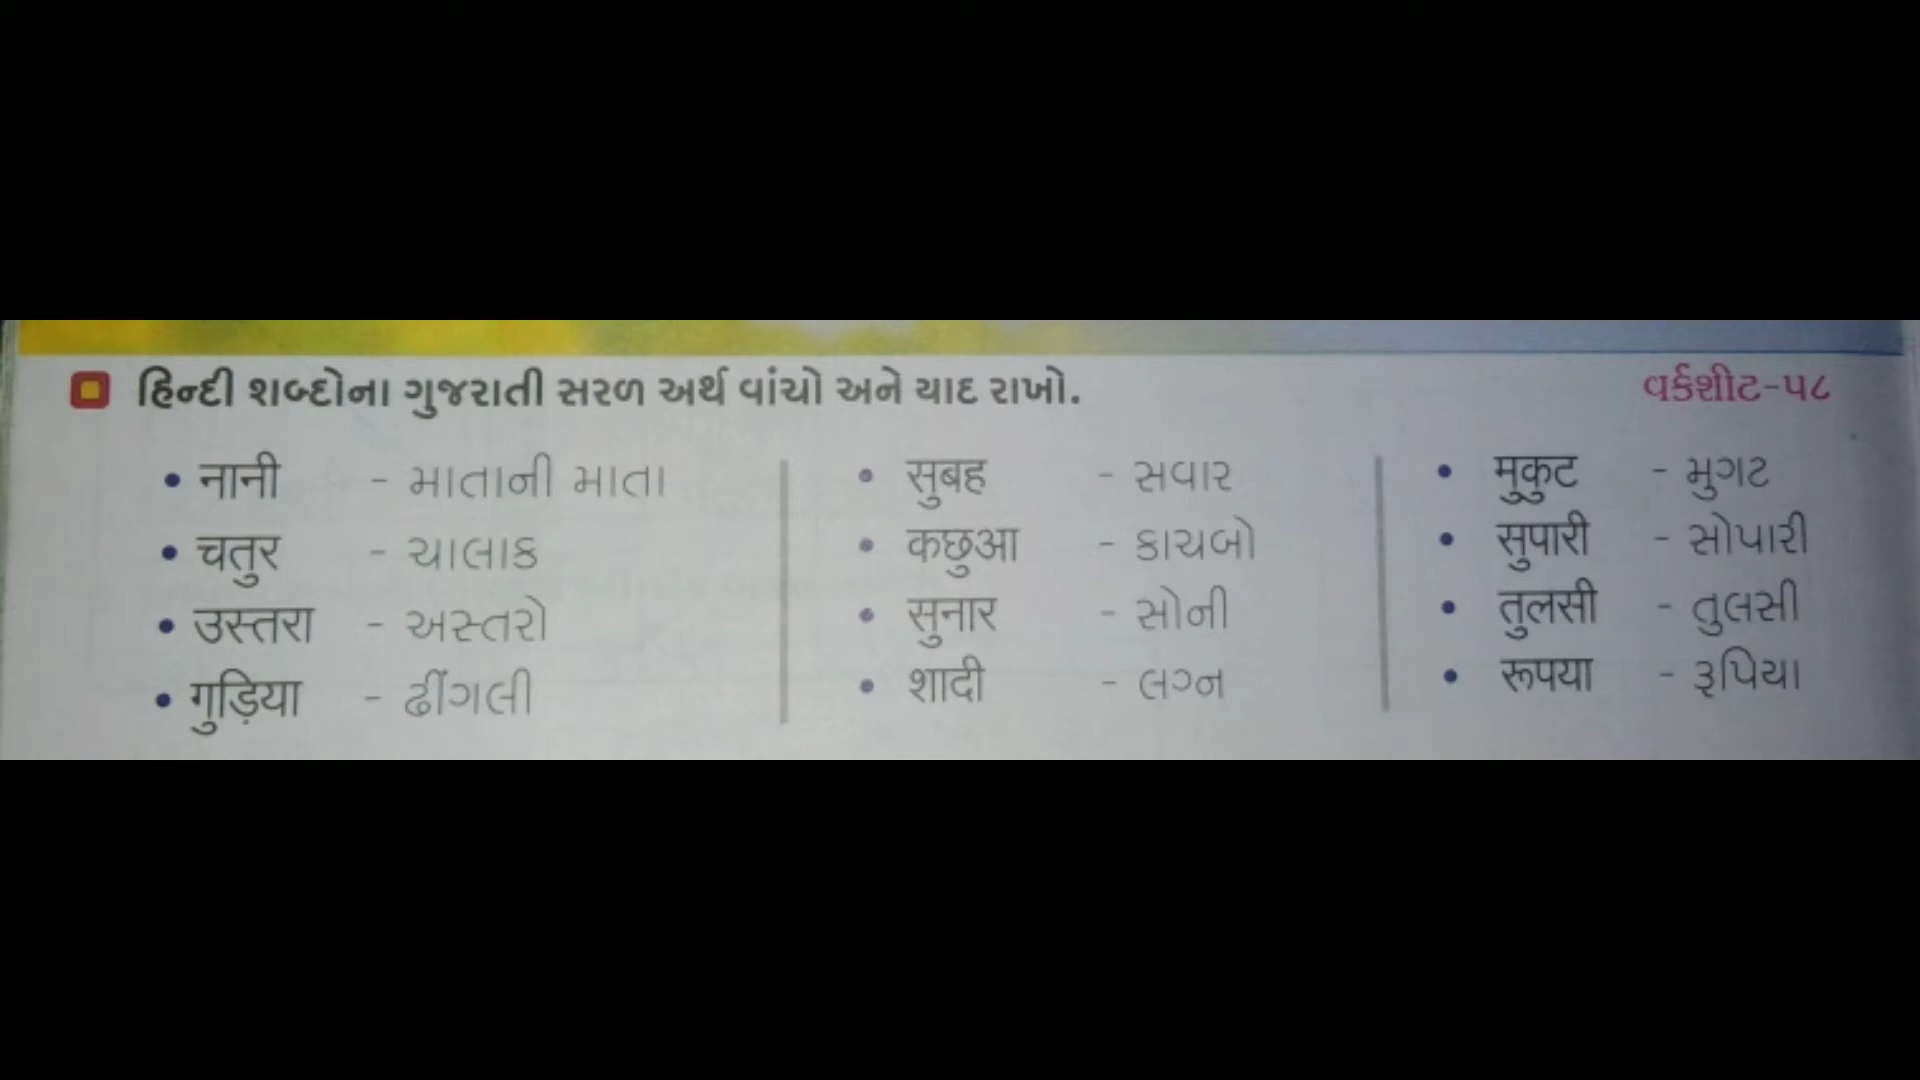 હિન્દી શબ્દોના ગુજરાતી સરળ અર્થ વાંચો અને યાદ રાખો. વર્કશીટ-૫૮
• नानी - માતાની માતા
• चतुर - ચાલાક
• उस्तरा - અસ્તરો
• गुड़िया - ઢીંગલી
• सुबह - સવાર
• कछुआ - કાચબો
• सुनार - સોની
• शादी - લગ્ન
• मुकुट - મુગટ
• सुपारी - સોપારી
• तुलसी - તુલસી
• रूपया - રૂપિયા